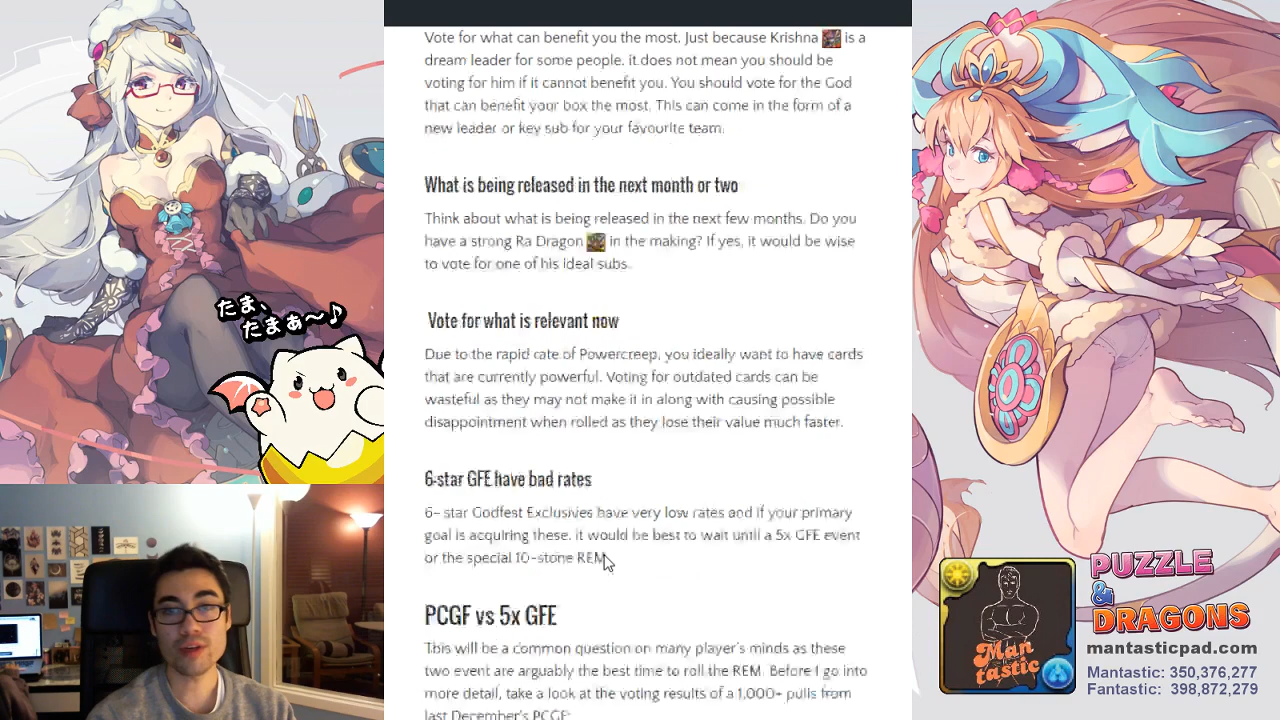 Vote for what can benefit you the most. Just because Krishna is a
dream leader for some people, it does not mean you should be
voting for him if it cannot benefit you. You should vote for the God
that can benefit your box the most. This can come in the form of a
new leader or key sub for your favourite team.
What is being released in the next month or two
Think about what is being released in the next few months. Do you
have a strong Ra Dragon in the making? If yes, it would be wise
to vote for one of his ideal subs.
Vote for what is relevant now
Due to the rapid rate of Powercreep, you ideally want to have cards
that are currently powerful. Voting for outdated cards can be
wasteful as they may not make it in along with causing possible
disappointment when rolled as they lose their value much faster.
6-star GFE have bad rates
6- star Godfest Exclusives have very low rates and if your primary
goal is acquiring these, it would be best to wait until a 5x GFE event
or the special 10-stone REM.
PCGF vs 5x GFE
This will be a common question on many player's minds as these
two event are arguably the best time to roll the REM. Before I go into
more detail, take a look at the voting results of a 1,000+ pulls from
last December's PCGF:
たま、
たまぁ〜♪
Man
tastic
PUZZLE
&
DRAGONS
mantasticpad.com
Mantastic: 350,376,277
Fantastic: 398,872,279